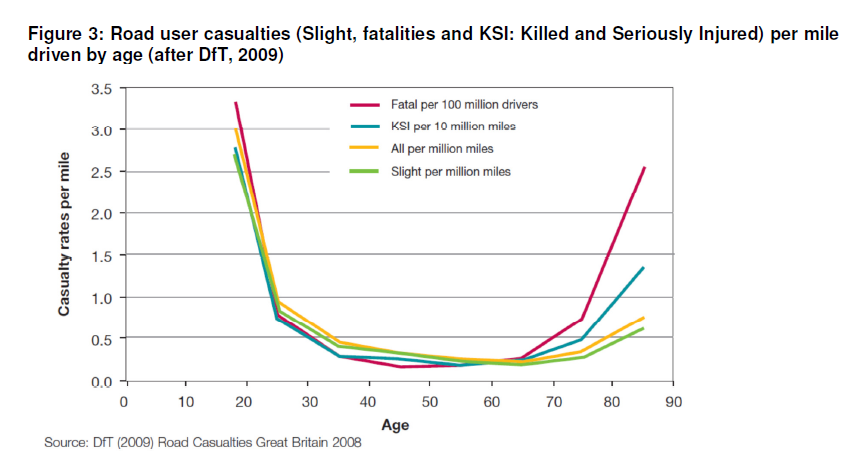 Figure 3: Road user casualties (Slight, fatalities and KSI: Killed and Seriously Injured) per mile
driven by age (after DfT, 2009)
3.5
3.0
2.5
2.0
1.5
1.0
0.5
0.0
Casualty rates per mile
Fatal per 100 million drivers
KSI per 10 million miles
All per million miles
Slight per million miles
0 10 20 30 40 50 60 70 80 90
Age
Source: DfT (2009) Road Casualties Great Britain 2008